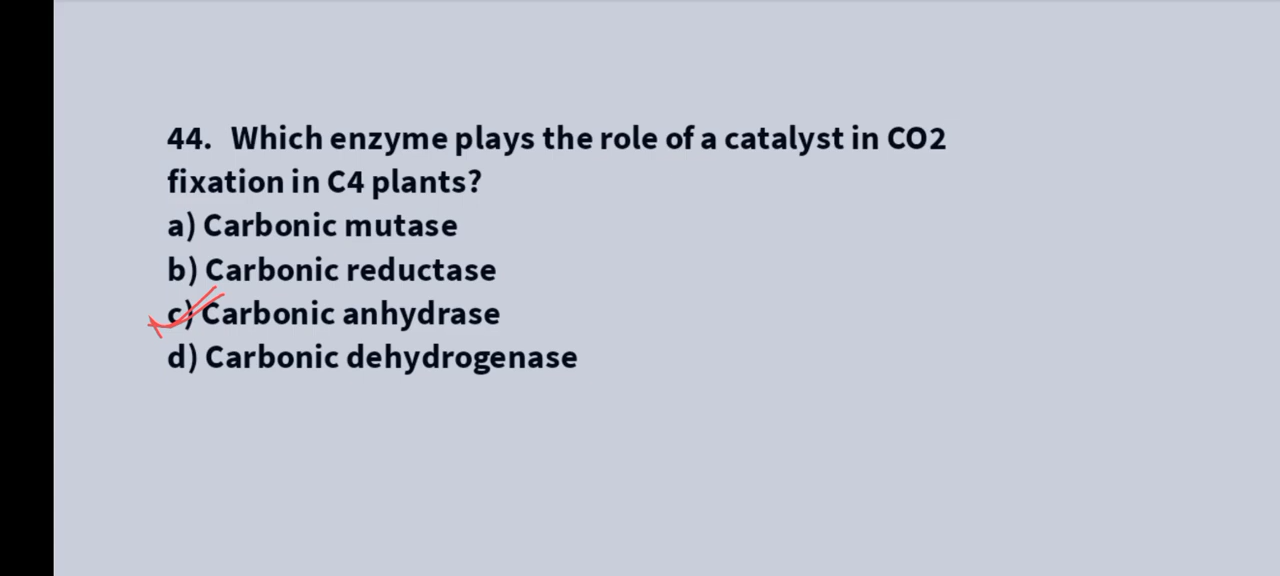 44. Which enzyme plays the role of a catalyst in CO2
fixation in C4 plants?
a) Carbonic mutase
b) Carbonic reductase
c) Carbonic anhydrase
d) Carbonic dehydrogenase